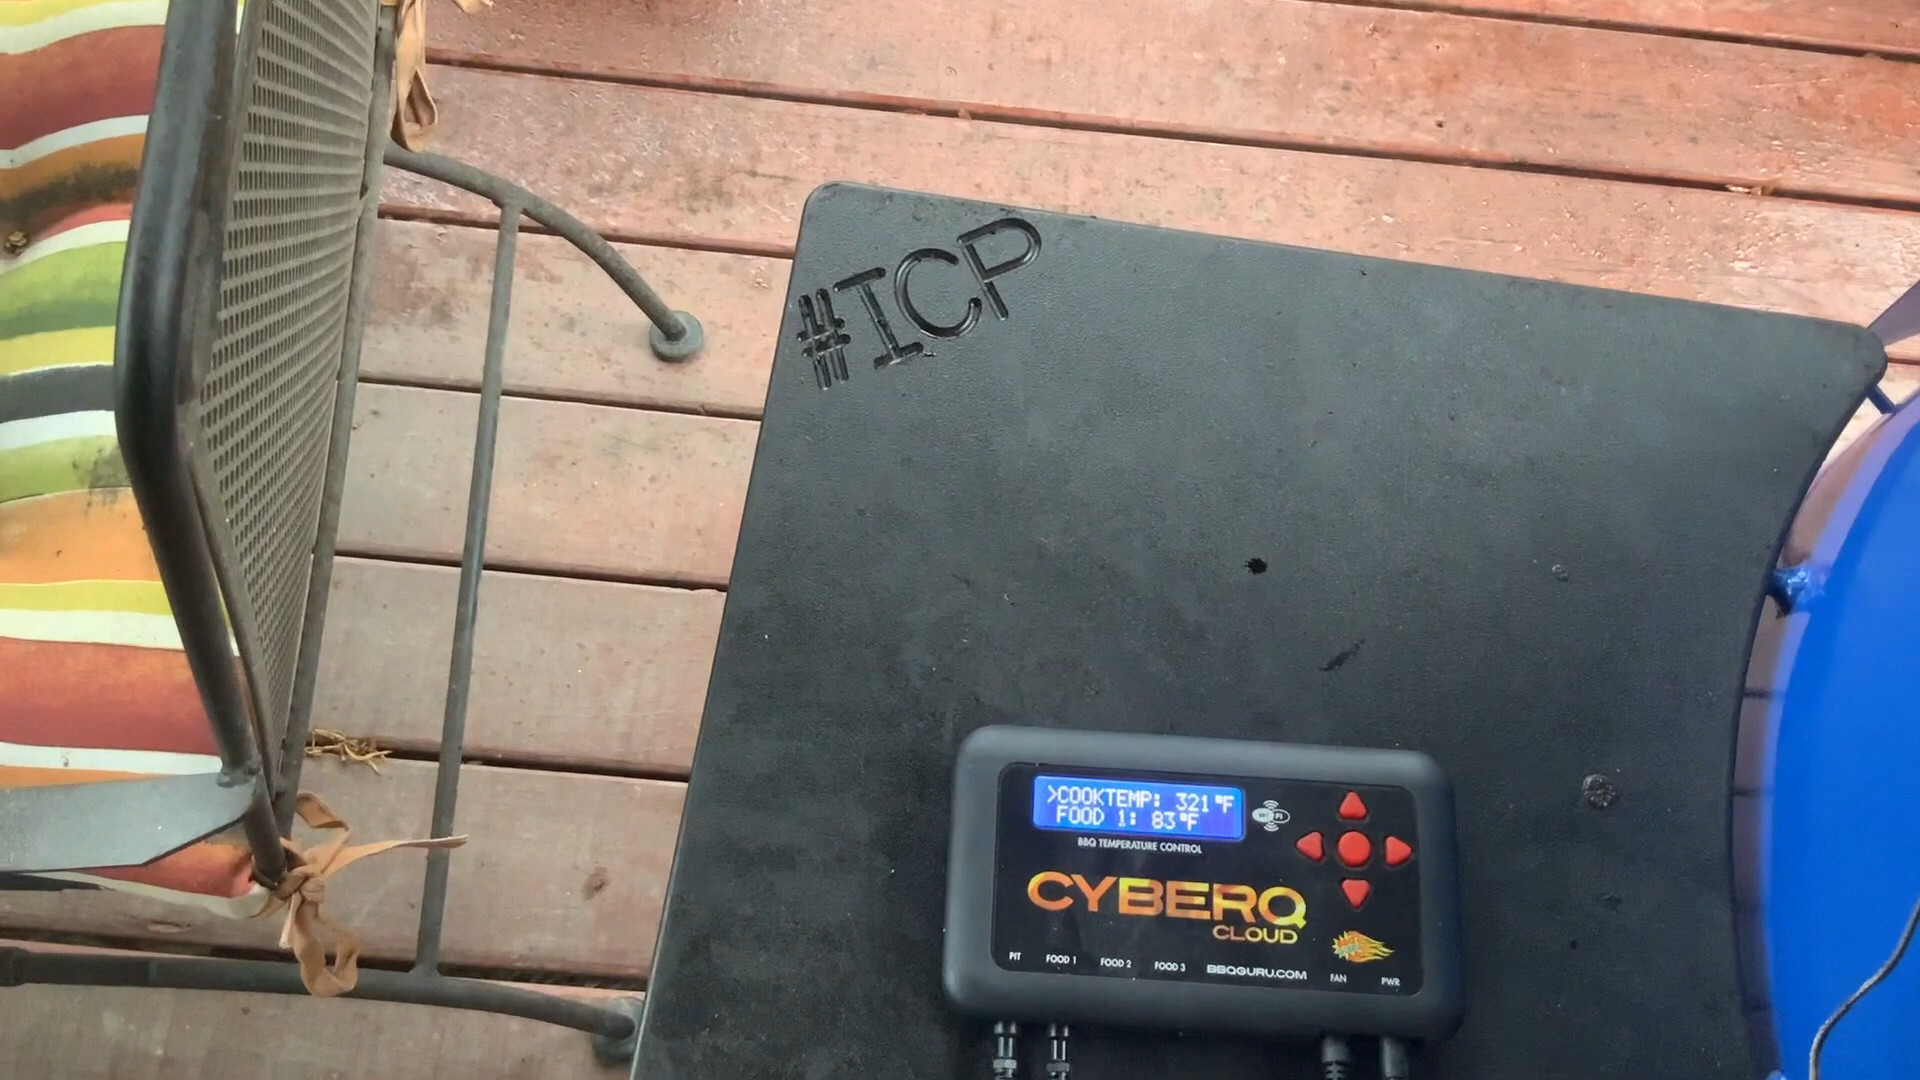 #ICP
>COOKTEMP: 321°F
FOOD 1: 83°F
WiFi
BBQ TEMPERATURE CONTROL
CYBERQ
CLOUD
PIT FOOD 1 FOOD 2 FOOD 3 BBQGURU.COM FAN PWR